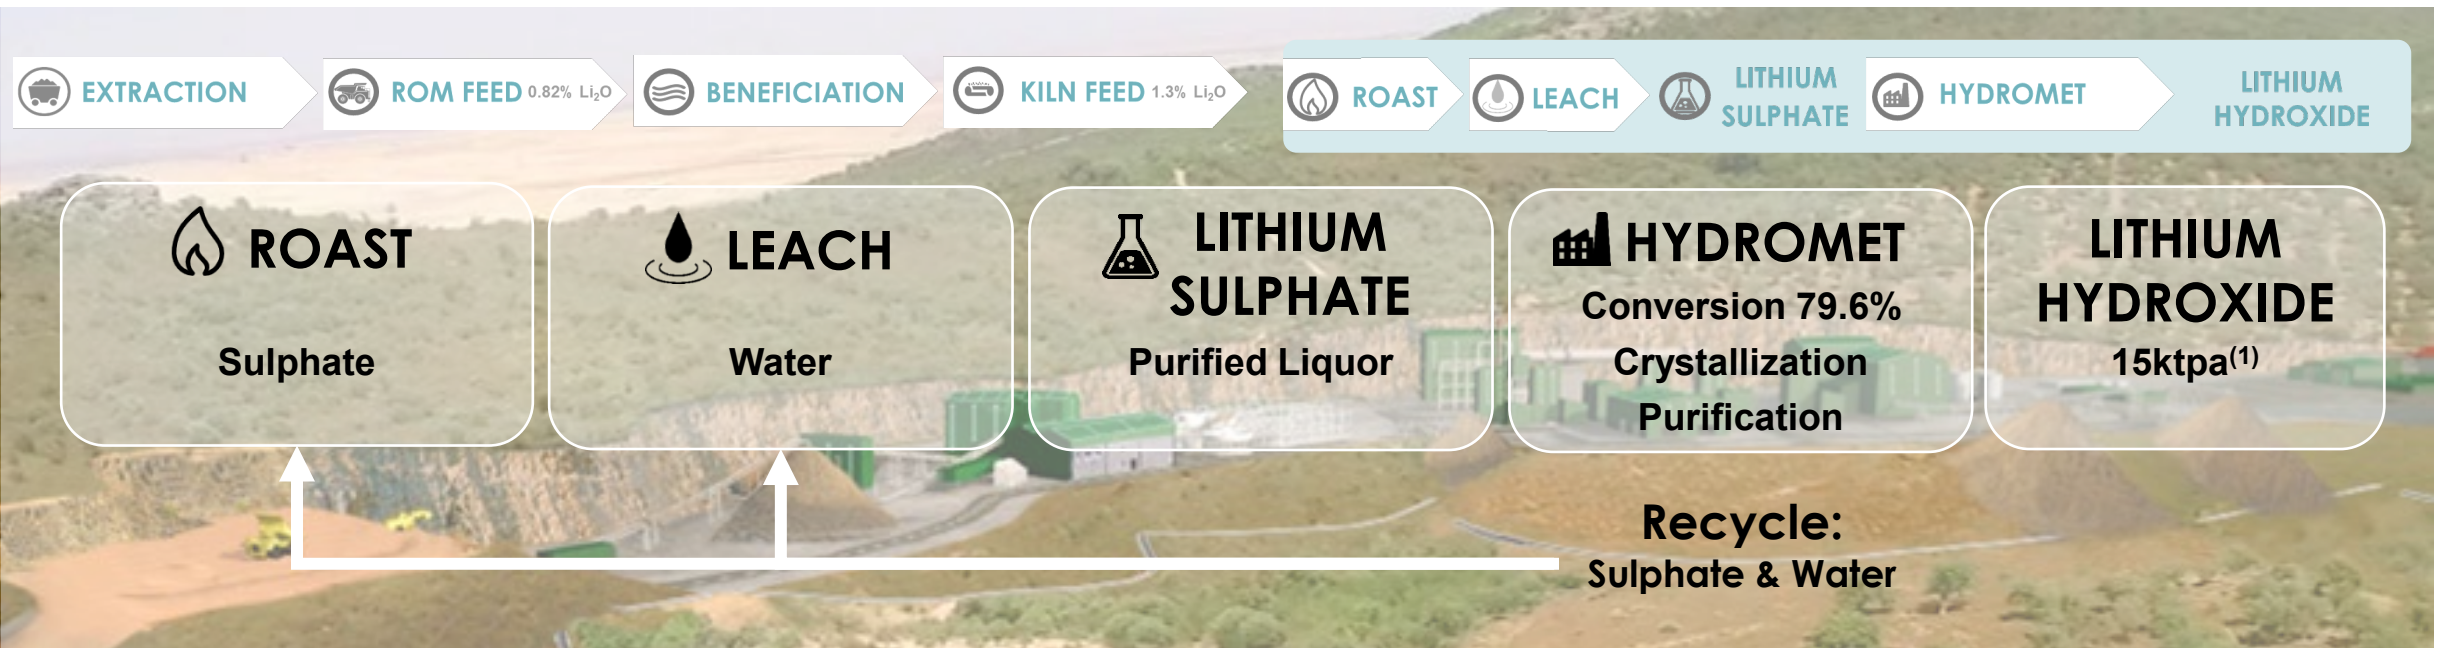 EXTRACTION
ROM FEED 0.82% Li₂O
BENEFICIATION
KILN FEED 1.3% Li₂O
ROAST
LEACH
LITHIUM
SULPHATE
HYDROMET
LITHIUM
HYDROXIDE
ROAST
Sulphate
LEACH
Water
LITHIUM
SULPHATE
Purified Liquor
HYDROMET
Conversion 79.6%
Crystallization
Purification
LITHIUM
HYDROXIDE
15ktpa⁽¹⁾
Recycle:
Sulphate & Water